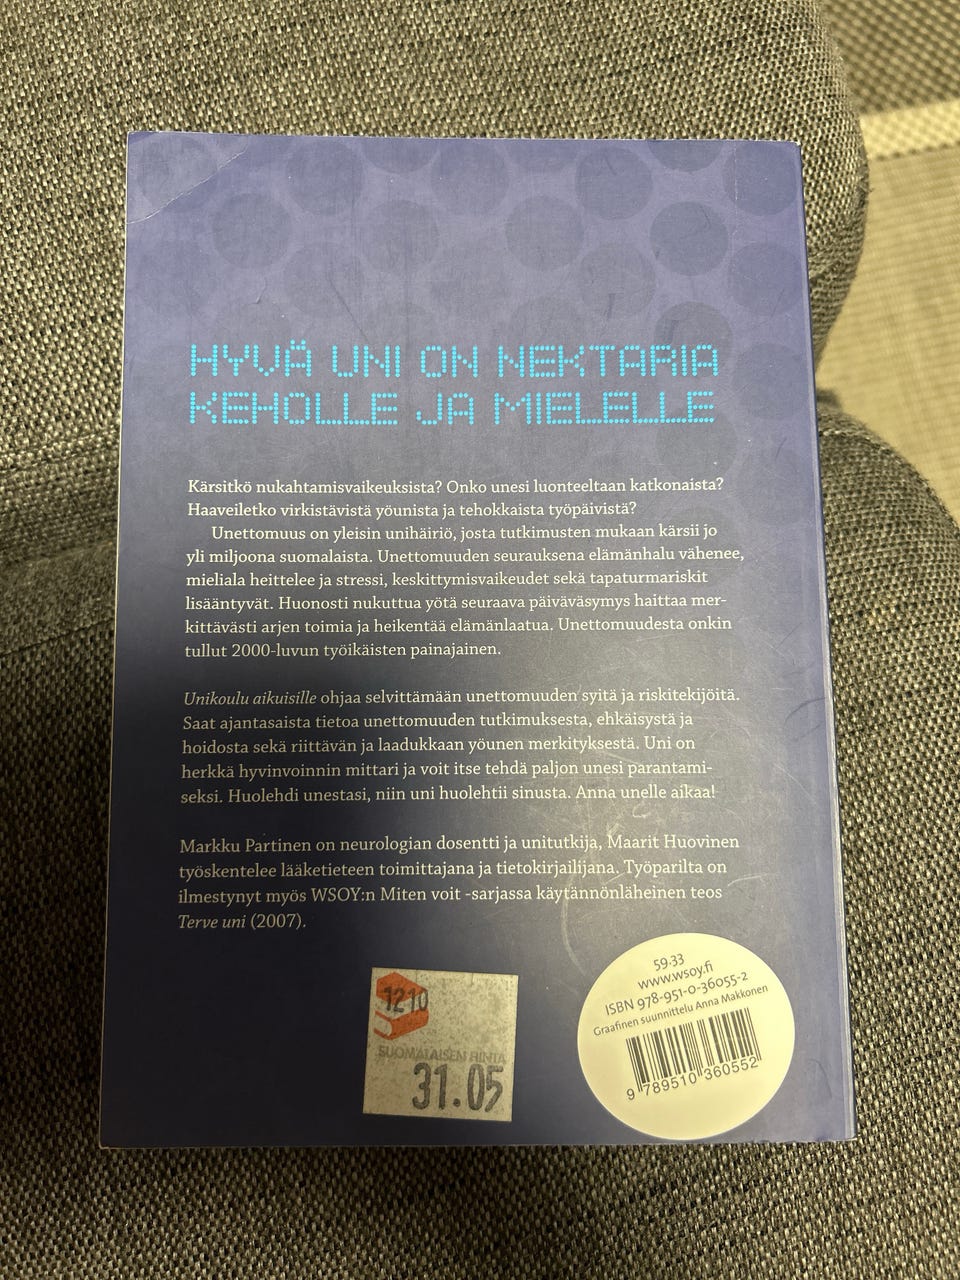 HYVÄ UNI ON NEKTARIA
KEHOLLE JA MIELELLE
Kärsitkö nukahtamisvaikeuksista? Onko unesi luonteeltaan katkonaista?
Haaveiletko virkistävistä yöunista ja tehokkaista työpäivistä?
Unettomuus on yleisin unihäiriö, josta tutkimusten mukaan kärsii jo
yli miljoona suomalaista. Unettomuuden seurauksena elämänhalu vähenee,
mieliala heittelee ja stressi, keskittymisvaikeudet sekä tapaturmariskit
lisääntyvät. Huonosti nukuttua yötä seuraava päiväväsymys haittaa mer-
kittävästi arjen toimia ja heikentää elämänlaatua. Unettomuudesta onkin
tullut 2000-luvun työikäisten painajainen.
Unikoulu aikuisille ohjaa selvittämään unettomuuden syitä ja riskitekijöitä.
Saat ajantasaista tietoa unettomuuden tutkimuksesta, ehkäisystä ja
hoidosta sekä riittävän ja laadukkaan yöunen merkityksestä. Uni on
herkkä hyvinvoinnin mittari ja voit itse tehdä paljon unesi parantami-
seksi. Huolehdi unestasi, niin uni huolehtii sinusta. Anna unelle aikaa!
Markku Partinen on neurologian dosentti ja unitutkija, Maarit Huovinen
työskentelee lääketieteen toimittajana ja tietokirjailijana. Työparilta on
ilmestynyt myös WSOY:n Miten voit -sarjassa käytännönläheinen teos
Terve uni (2007).
1210
SUOMALAISEN HINTA
31.05
59.33
www.wsoy.fi
ISBN 978-951-0-36055-2
Graafinen suunnittelu Anna Makkonen
9 789510 360552